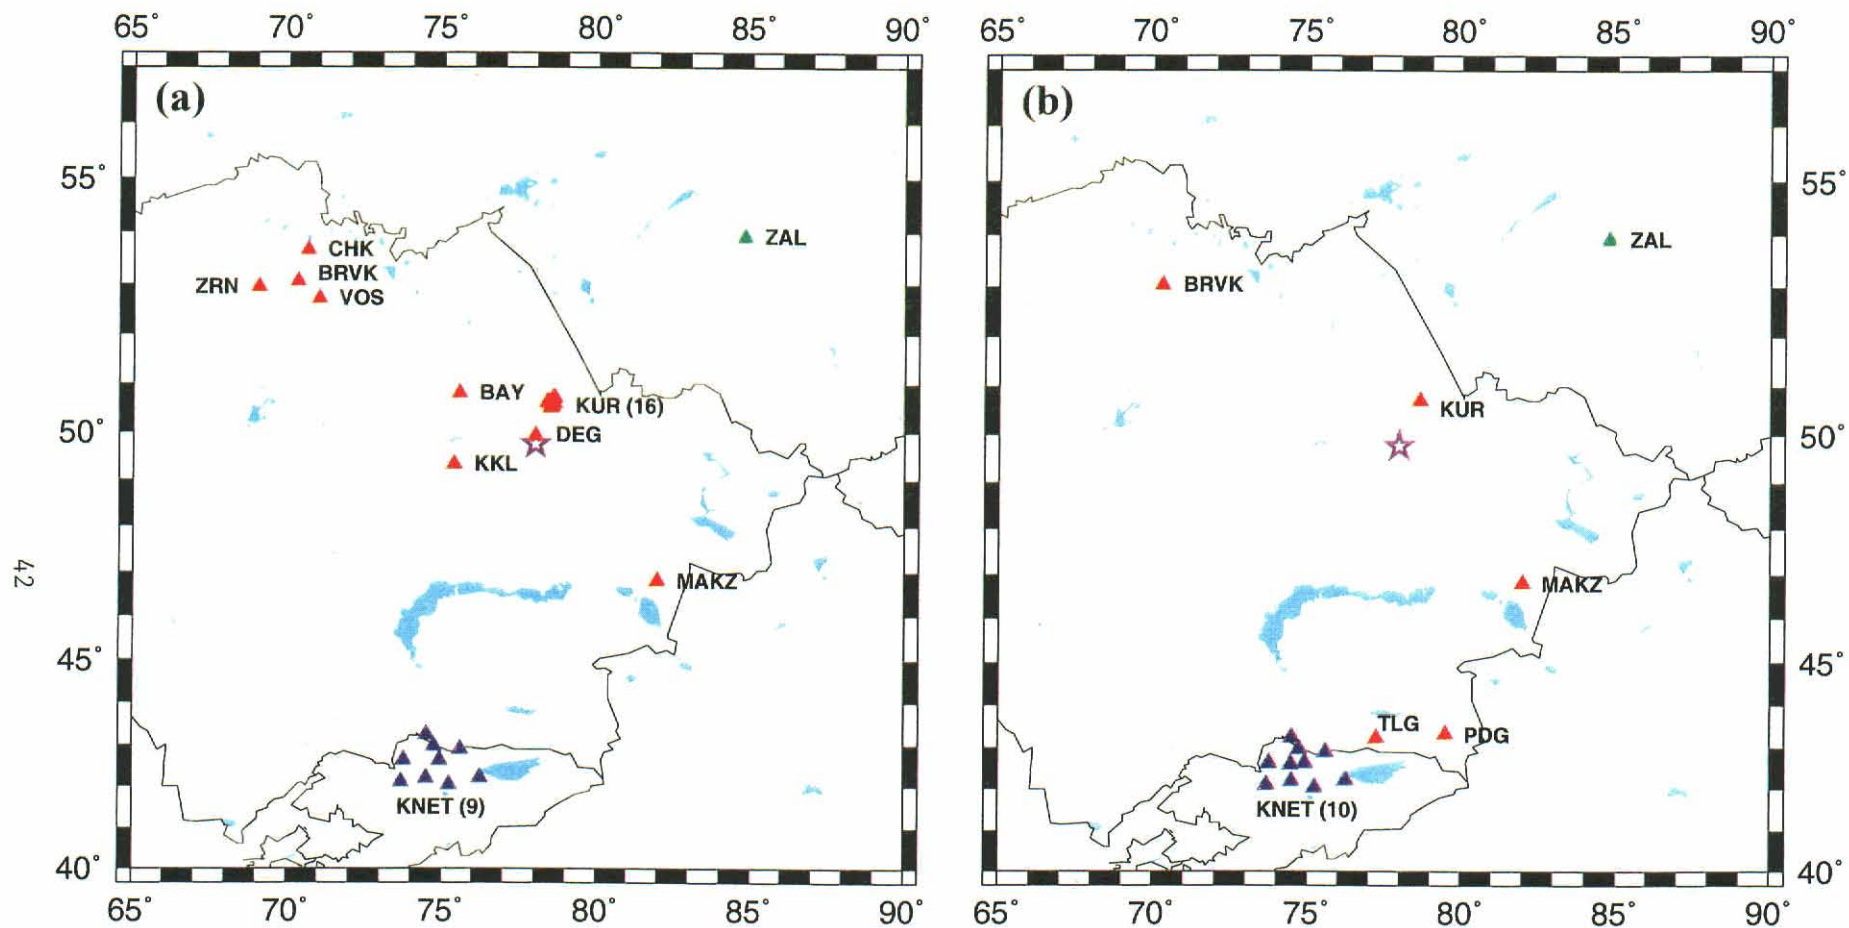 65° 70° 75° 80° 85° 90°
(a)
55°
50°
45°
40°
CHK
BRVK
ZRN
VOS
ZAL
BAY
KUR (16)
DEG
KKL
MAKZ
KNET (9)
65° 70° 75° 80° 85° 90°
65° 70° 75° 80° 85° 90°
(b)
55°
50°
45°
40°
ZAL
BRVK
KUR
MAKZ
TLG
PDG
KNET (10)
65° 70° 75° 80° 85° 90°
42